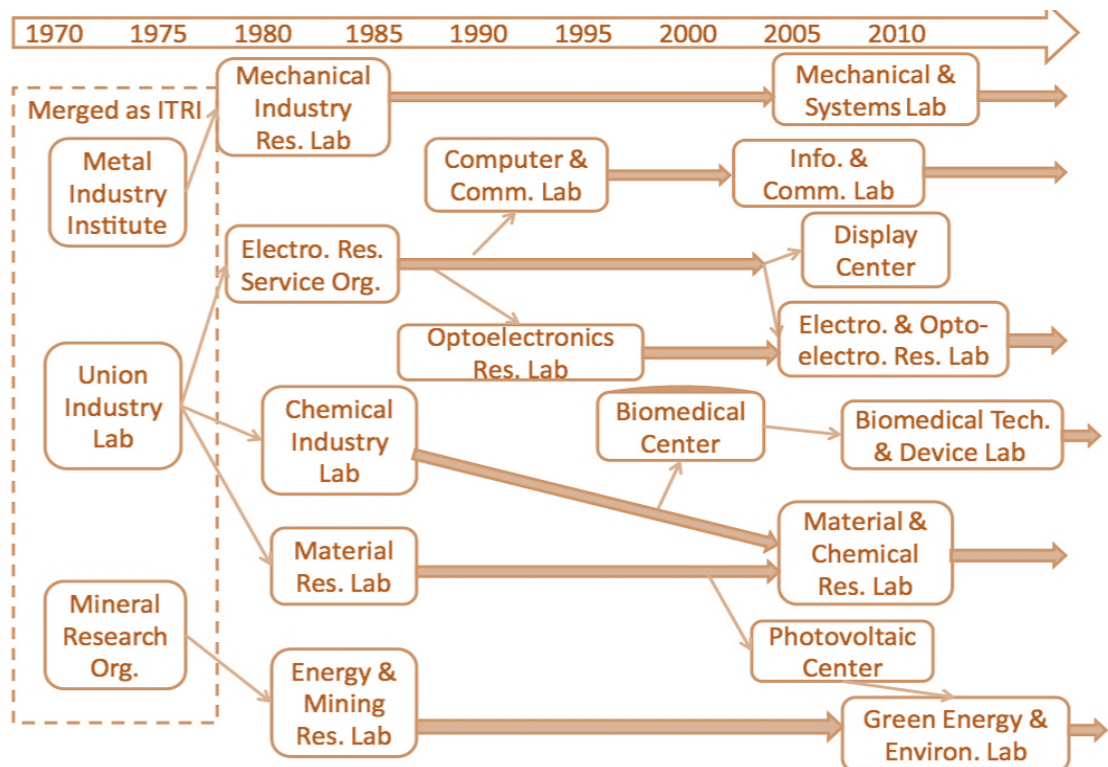 1970 1975 1980 1985 1990 1995 2000 2005 2010
Merged as ITRI
Metal
Industry
Institute
Mechanical
Industry
Res. Lab
Mechanical &
Systems Lab
Computer &
Comm. Lab
Info. &
Comm. Lab
Electro. Res.
Service Org.
Display
Center
Optoelectronics
Res. Lab
Electro. & Opto-
electro. Res. Lab
Union
Industry
Lab
Chemical
Industry
Lab
Biomedical
Center
Biomedical Tech.
& Device Lab
Material
Res. Lab
Material &
Chemical
Res. Lab
Mineral
Research
Org.
Photovoltaic
Center
Energy &
Mining
Res. Lab
Green Energy &
Environ. Lab